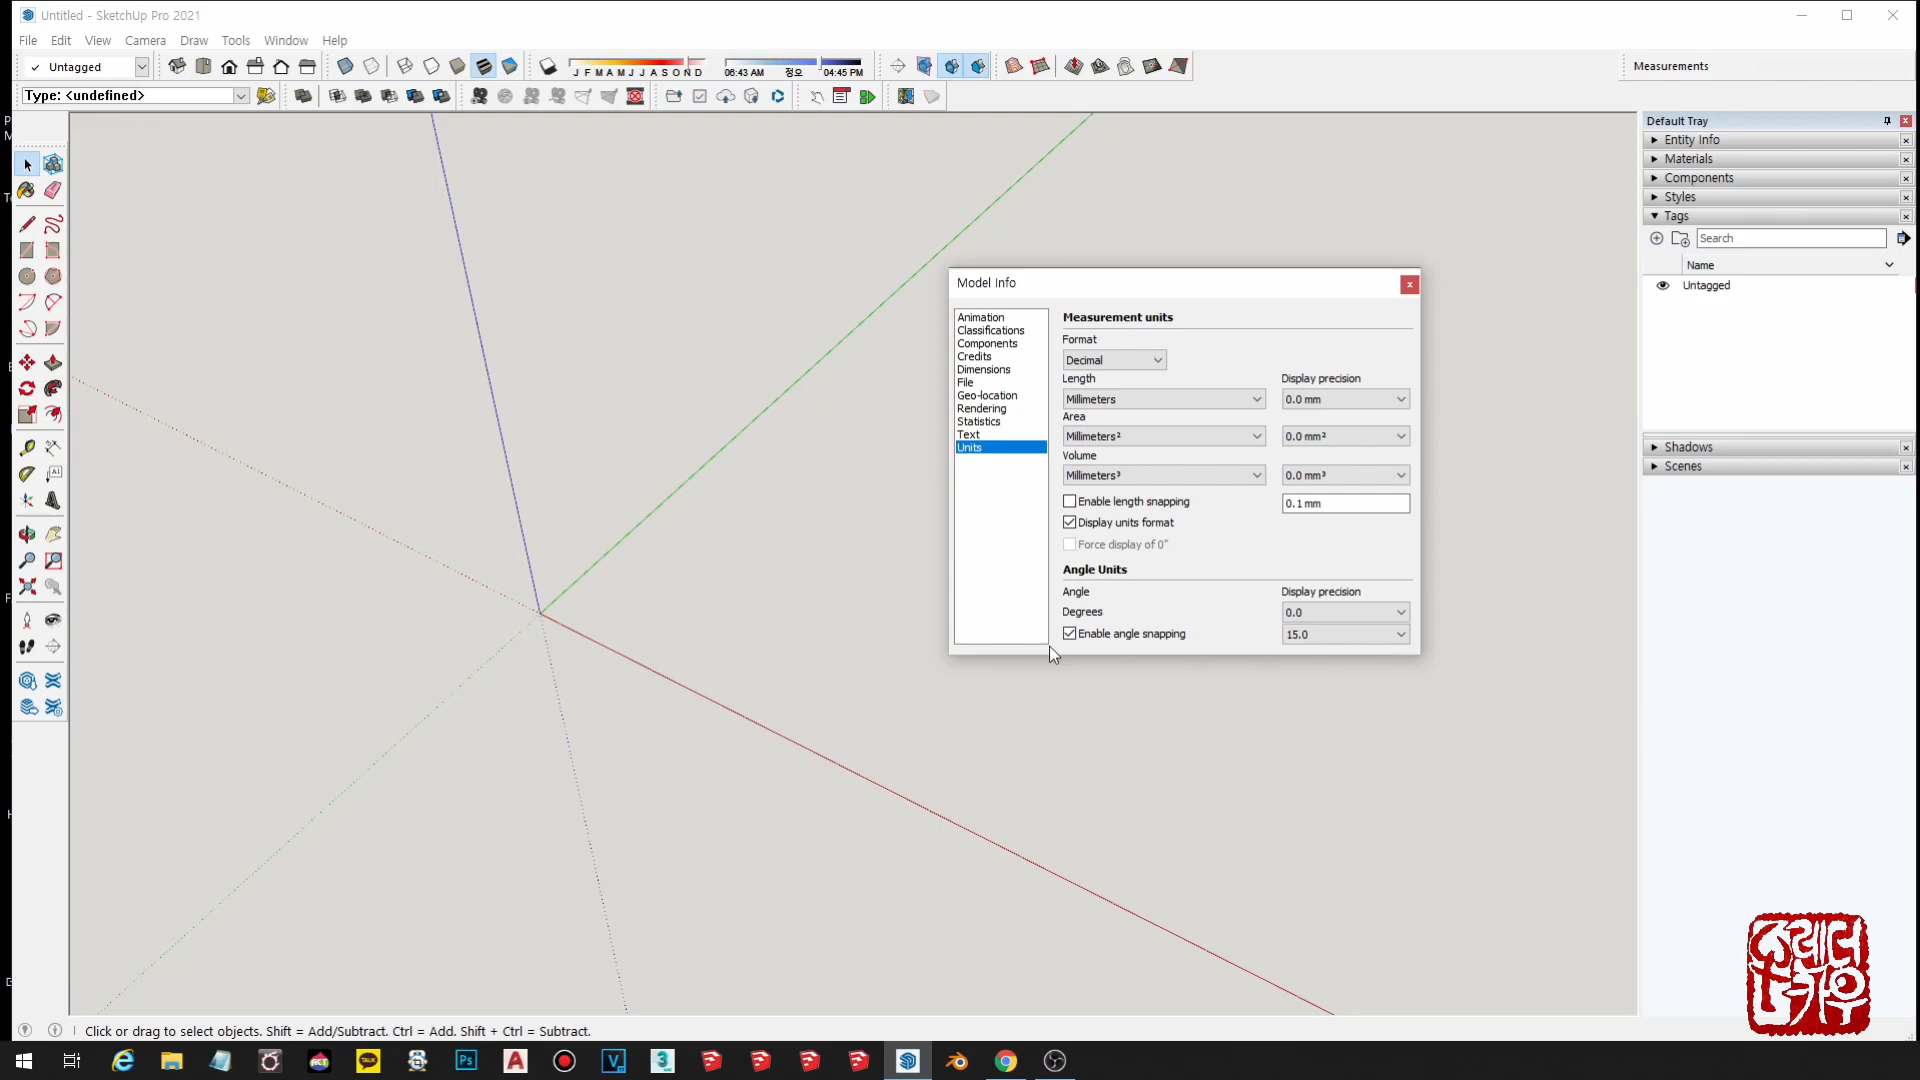 Untitled - SketchUp Pro 2021
File Edit View Camera Draw Tools Window Help
Untagged
J F M A M J J A S O N D
06:43 AM 정오 04:45 PM
Measurements
Type: <undefined>
Default Tray
Entity Info
Materials
Components
Styles
Tags
Search
Name
Untagged
Shadows
Scenes
Model Info
Animation
Classifications
Components
Credits
Dimensions
File
Geo-location
Rendering
Statistics
Text
Units
Measurement units
Format
Decimal
Length Display precision
Millimeters 0.0 mm
Area
Millimeters² 0.0 mm²
Volume
Millimeters³ 0.0 mm³
Enable length snapping 0.1 mm
Display units format
Force display of 0"
Angle Units
Angle Display precision
Degrees 0.0
Enable angle snapping 15.0
Click or drag to select objects. Shift = Add/Subtract. Ctrl = Add. Shift + Ctrl = Subtract.